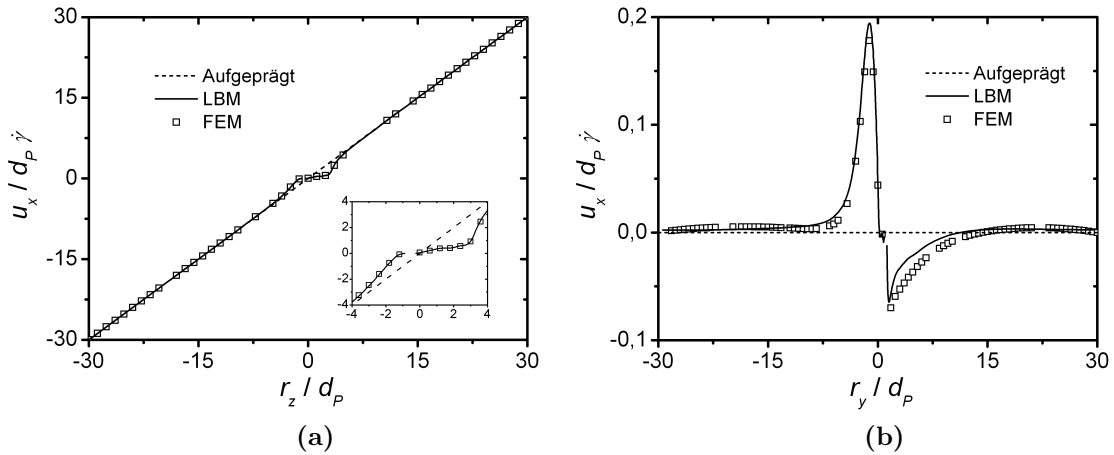 30
15
0
-15
-30
u_x / d_P γ̇
Aufgeprägt
LBM
FEM
4
2
0
-2
-4
-4 -2 0 2 4
-30 -15 0 15 30
r_z / d_P
(a)
0,2
0,1
0,0
-0,1
u_x / d_P γ̇
Aufgeprägt
LBM
FEM
-30 -15 0 15 30
r_y / d_P
(b)